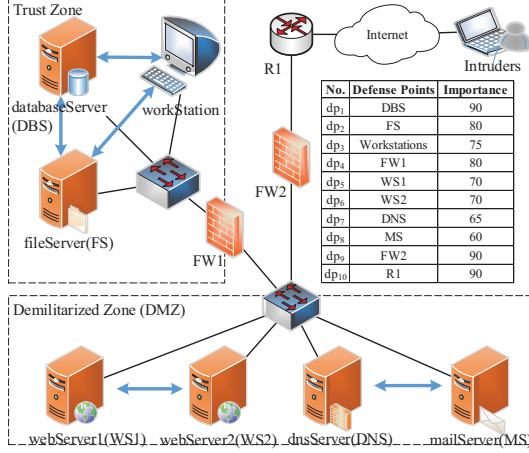 Trust Zone
databaseServer
(DBS)
workStation
fileServer(FS)
FW1
R1
Internet
Intruders
FW2
No. Defense Points Importance
dp1 DBS 90
dp2 FS 80
dp3 Workstations 75
dp4 FW1 80
dp5 WS1 70
dp6 WS2 70
dp7 DNS 65
dp8 MS 60
dp9 FW2 90
dp10 R1 90
Demilitarized Zone (DMZ)
webServer1(WS1)
webServer2(WS2)
dnsServer(DNS)
mailServer(MS)